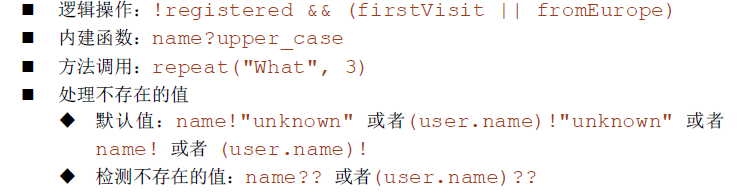 ■ 逻辑操作：!registered && (firstVisit || fromEurope)
■ 内建函数：name?upper_case
■ 方法调用：repeat("What", 3)
■ 处理不存在的值
◆ 默认值：name!"unknown" 或者(user.name)!"unknown" 或者
name! 或者 (user.name)!
◆ 检测不存在的值：name?? 或者(user.name)??